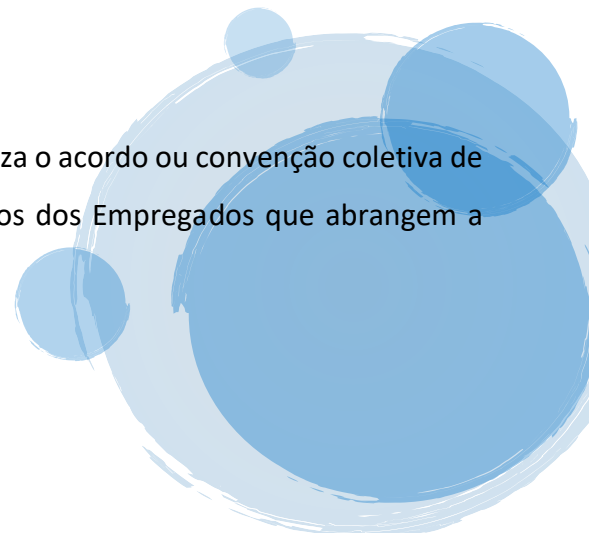 za o acordo ou convenção coletiva de
os dos Empregados que abrangem a